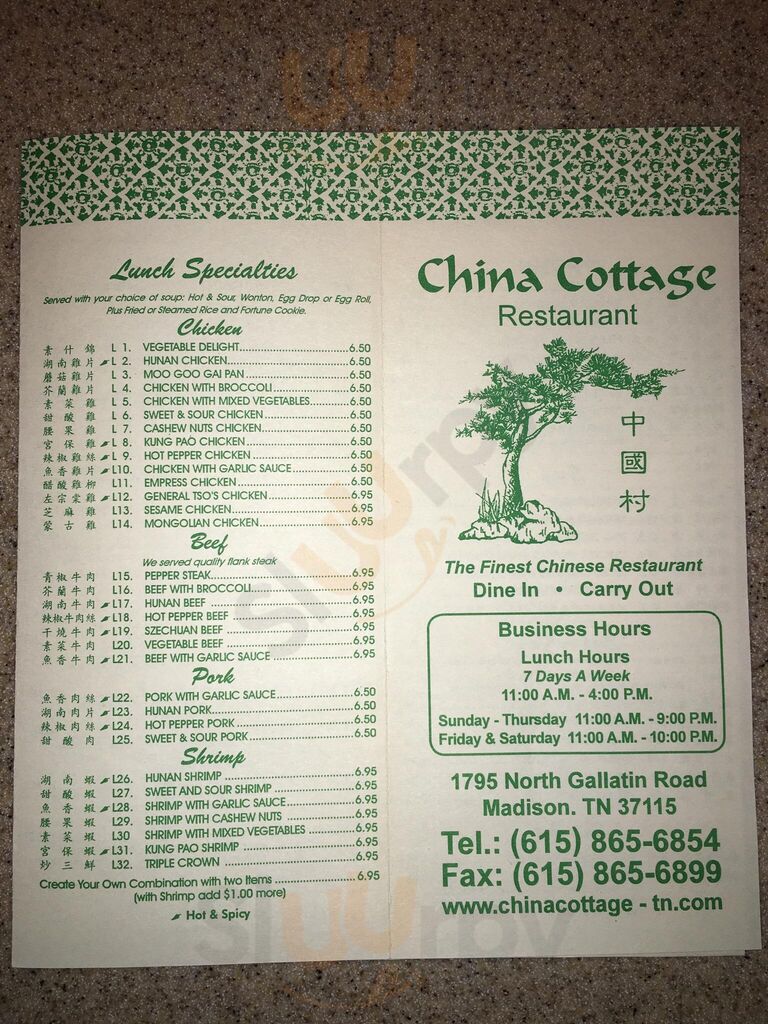 Lunch Specialties
Served with your choice of soup: Hot & Sour, Wonton, Egg Drop or Egg Roll,
Plus Fried or Steamed Rice and Fortune Cookie.
Chicken
素什錦 L 1. VEGETABLE DELIGHT 6.50
湖南雞片 L 2. HUNAN CHICKEN 6.50
蘑菇雞片 L 3. MOO GOO GAI PAN 6.50
芥蘭雞片 L 4. CHICKEN WITH BROCCOLI 6.50
素菜雞 L 5. CHICKEN WITH MIXED VEGETABLES 6.50
甜酸雞 L 6. SWEET & SOUR CHICKEN 6.50
腰果雞 L 7. CASHEW NUTS CHICKEN 6.50
宮保雞 L 8. KUNG PAO CHICKEN 6.50
辣椒雞絲 L 9. HOT PEPPER CHICKEN 6.50
魚香雞片 L10. CHICKEN WITH GARLIC SAUCE 6.50
醋酸雞柳 L11. EMPRESS CHICKEN 6.50
左宗棠雞 L12. GENERAL TSO'S CHICKEN 6.95
芝麻雞 L13. SESAME CHICKEN 6.95
蒙古雞 L14. MONGOLIAN CHICKEN 6.95
Beef
We served quality flank steak
青椒牛肉 L15. PEPPER STEAK 6.95
芥蘭牛肉 L16. BEEF WITH BROCCOLI 6.95
湖南牛肉 L17. HUNAN BEEF 6.95
辣椒牛肉絲 L18. HOT PEPPER BEEF 6.95
干燒牛肉 L19. SZECHUAN BEEF 6.95
素菜牛肉 L20. VEGETABLE BEEF 6.95
魚香牛肉 L21. BEEF WITH GARLIC SAUCE 6.95
Pork
魚香肉絲 L22. PORK WITH GARLIC SAUCE 6.50
湖南肉片 L23. HUNAN PORK 6.50
辣椒肉絲 L24. HOT PEPPER PORK 6.50
甜酸肉 L25. SWEET & SOUR PORK 6.50
Shrimp
湖南蝦 L26. HUNAN SHRIMP 6.95
甜酸蝦 L27. SWEET AND SOUR SHRIMP 6.95
魚香蝦 L28. SHRIMP WITH GARLIC SAUCE 6.95
腰果蝦 L29. SHRIMP WITH CASHEW NUTS 6.95
素菜蝦 L30 SHRIMP WITH MIXED VEGETABLES 6.95
宮保蝦 L31. KUNG PAO SHRIMP 6.95
炒三鮮 L32. TRIPLE CROWN 6.95
Create Your Own Combination with two Items 6.95
(with Shrimp add $1.00 more)
Hot & Spicy
China Cottage
Restaurant
中國村
The Finest Chinese Restaurant
Dine In • Carry Out
Business Hours
Lunch Hours
7 Days A Week
11:00 A.M. - 4:00 P.M.
Sunday - Thursday 11:00 A.M. - 9:00 P.M.
Friday & Saturday 11:00 A.M. - 10:00 P.M.
1795 North Gallatin Road
Madison. TN 37115
Tel.: (615) 865-6854
Fax: (615) 865-6899
www.chinacottage - tn.com
sluurpy
sluurpy